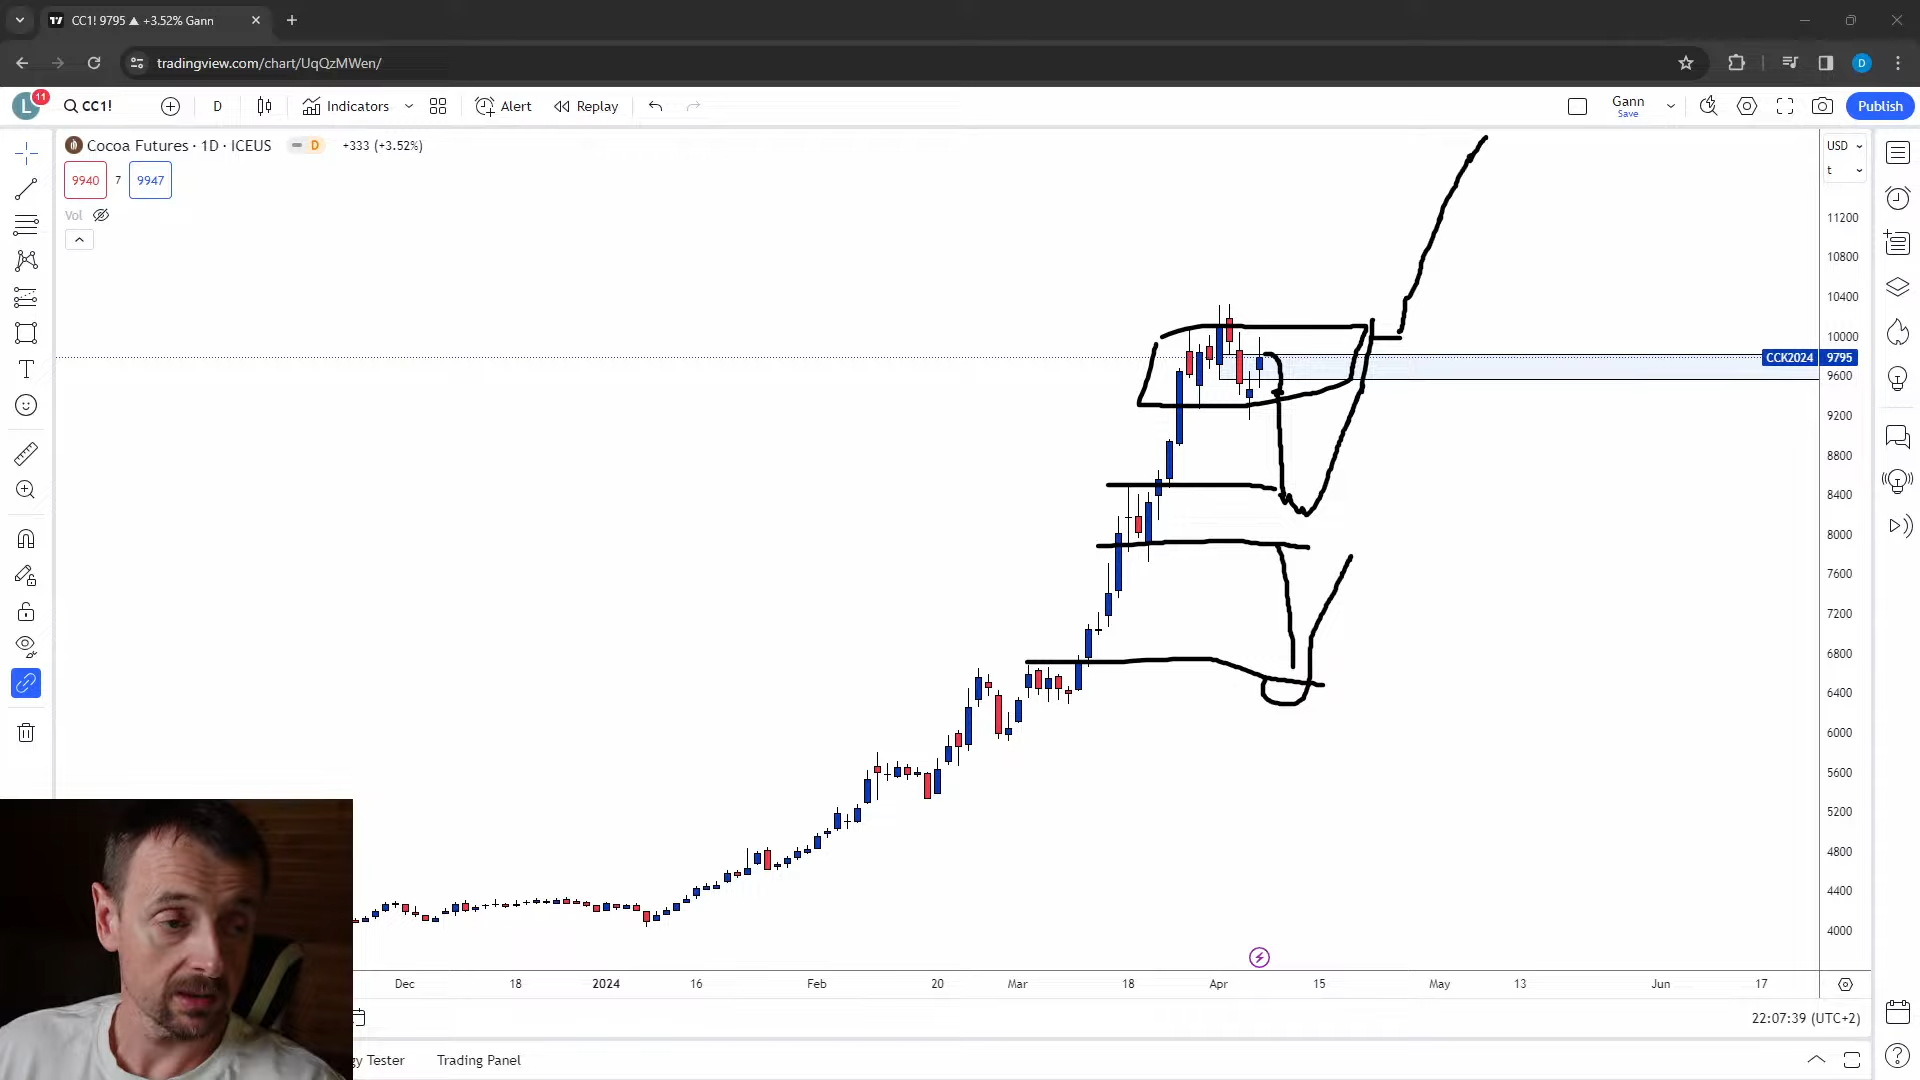 CC1! 9795 ▲ +3.52% Gann
tradingview.com/chart/UqQzMWen/
D
L
11
CC1!
D
Indicators
Alert
Replay
Gann
Save
Publish
Cocoa Futures · 1D · ICEUS
D
+333 (+3.52%)
9940
7
9947
Vol
USD
t
11200
10800
10400
10000
CCK2024
9795
9600
9200
8800
8400
8000
7600
7200
6800
6400
6000
5600
5200
4800
4400
4000
Dec
18
2024
16
Feb
20
Mar
18
Apr
15
May
13
Jun
17
22:07:39 (UTC+2)
gy Tester
Trading Panel